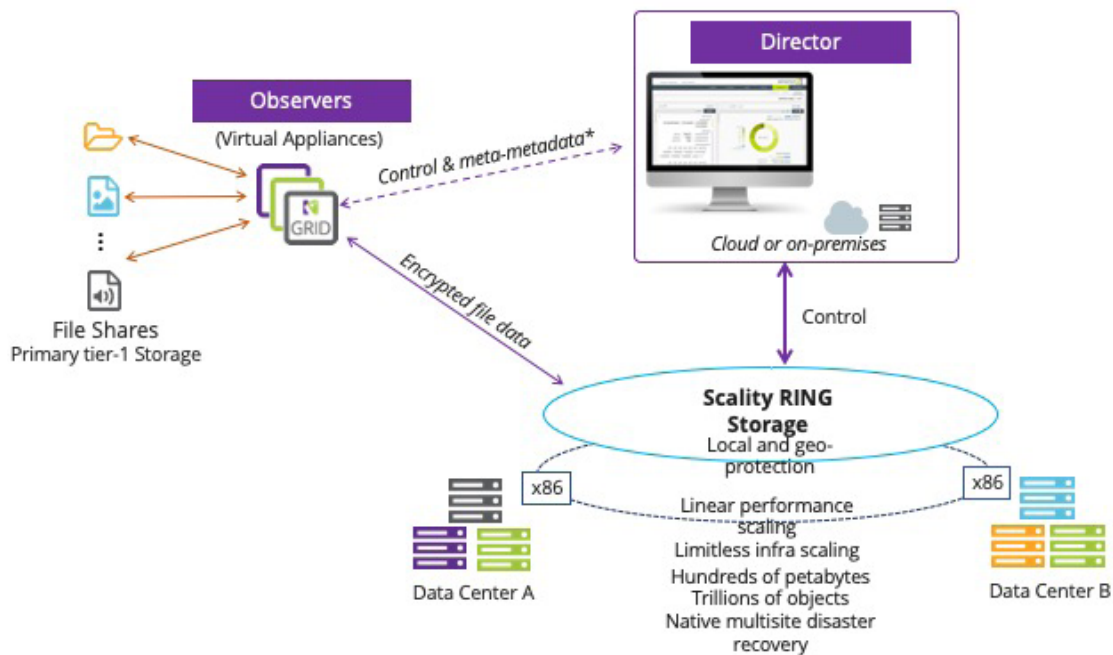 Director
Observers
(Virtual Appliances)
Control & meta-metadata*
GRID
Cloud or on-premises
Encrypted file data
Control
File Shares
Primary tier-1 Storage
Scality RING
Storage
Local and geo-
protection
x86
x86
Linear performance
scaling
Limitless infra scaling
Hundreds of petabytes
Trillions of objects
Native multisite disaster
recovery
Data Center A
Data Center B